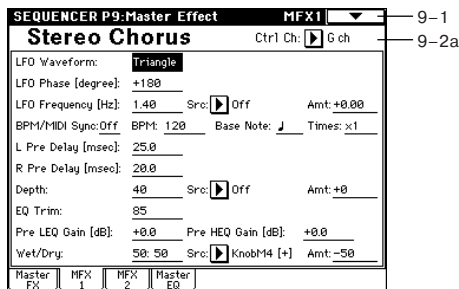 SEQUENCER P9:Master Effect MFX1
9-1
Stereo Chorus Ctrl Ch: G ch
9-2a
LFO Waveform: Triangle
LFO Phase [degree]: +180
LFO Frequency [Hz]: 1.40 Src: Off Amt: +0.00
BPM/MIDI Sync: Off BPM: 120 Base Note: ♩ Times: ×1
L Pre Delay [msec]: 25.0
R Pre Delay [msec]: 20.0
Depth: 40 Src: Off Amt: +0
EQ Trim: 85
Pre LEQ Gain [dB]: +0.0 Pre HEQ Gain [dB]: +0.0
Wet/Dry: 50: 50 Src: KnobM4 [+] Amt: -50
Master FX MFX 1 MFX 2 Master EQ